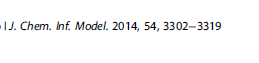 | J. Chem. Inf. Model. 2014, 54, 3302−3319